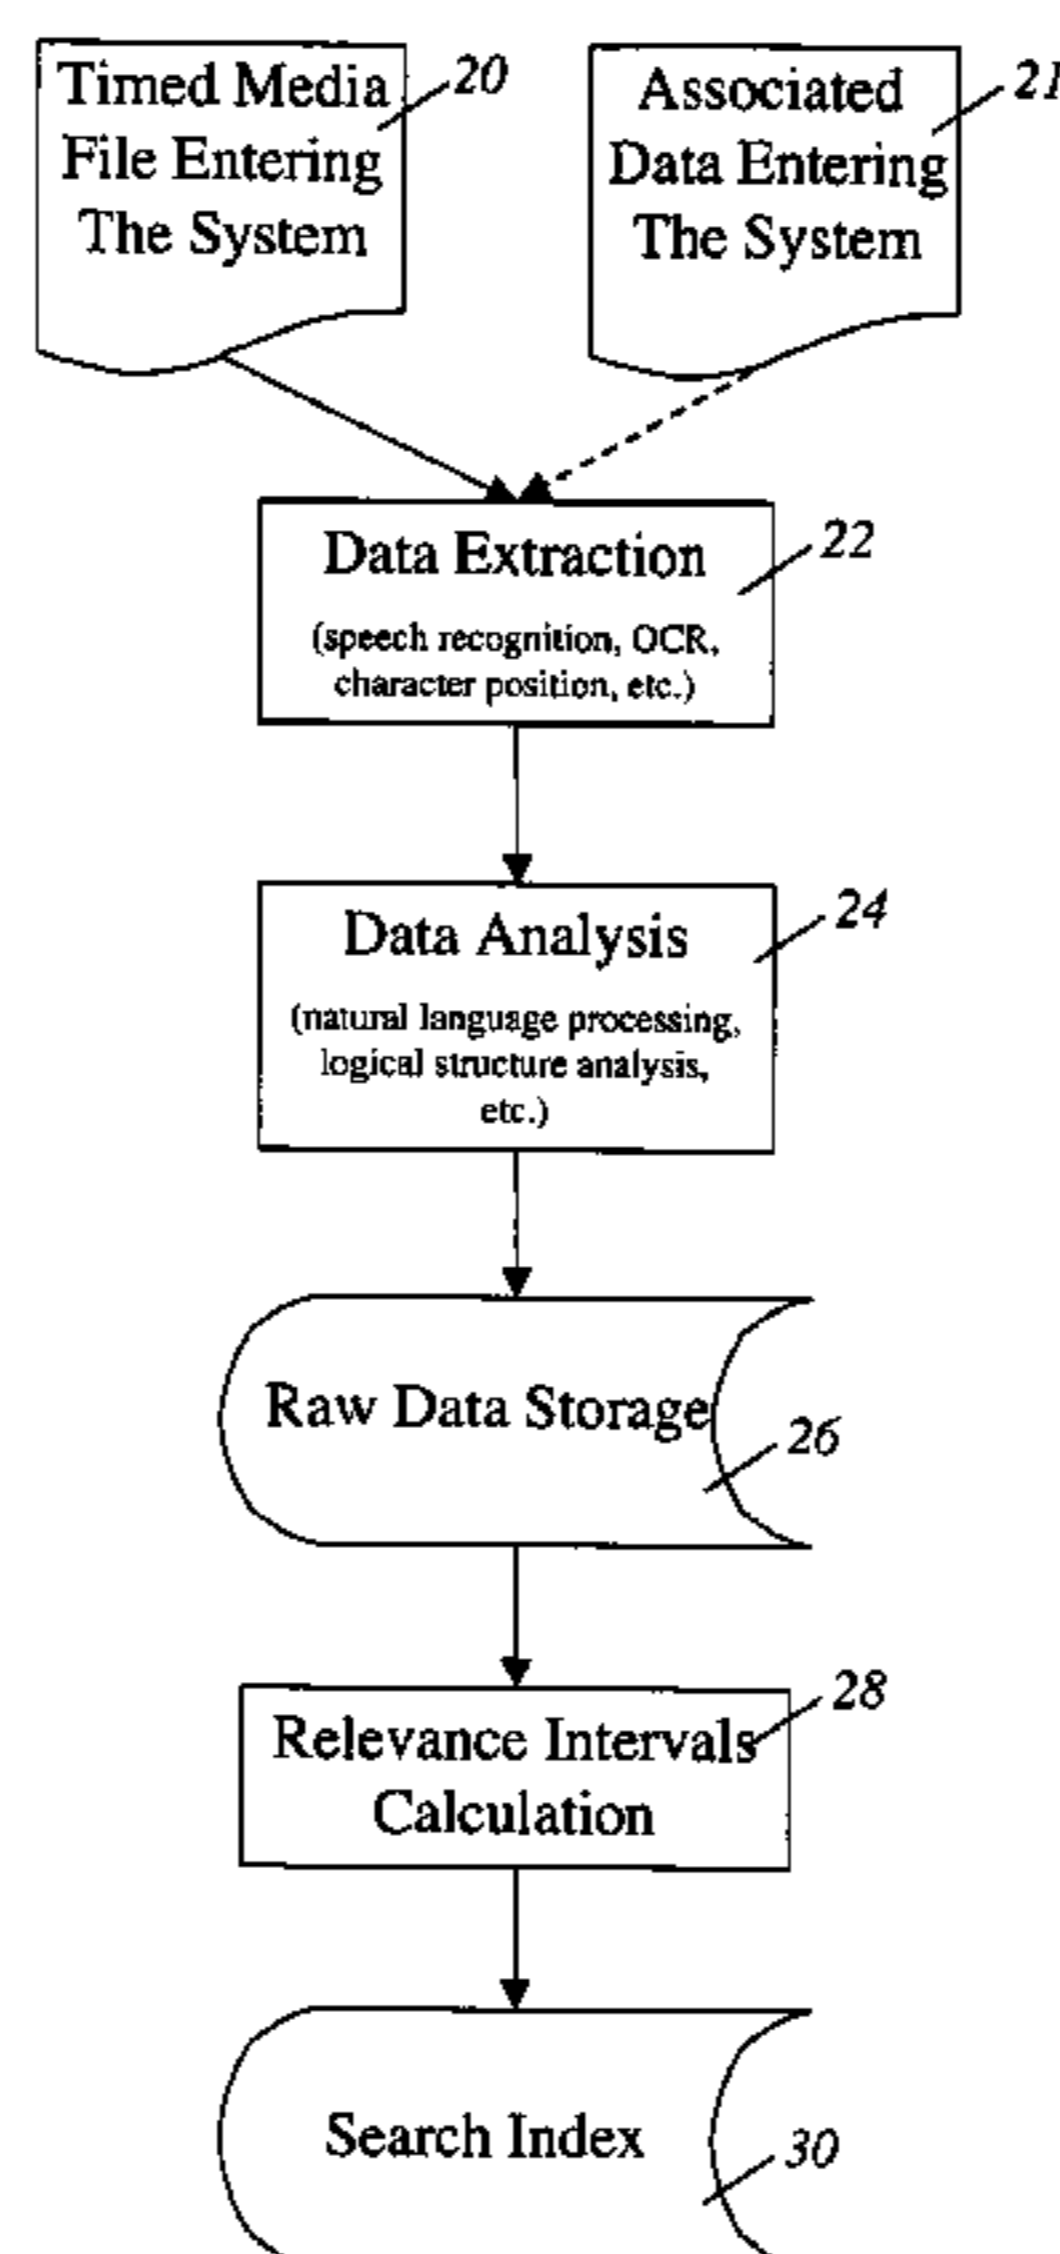 Timed Media
File Entering
The System
20
Associated
Data Entering
The System
21
Data Extraction
(speech recognition, OCR,
character position, etc.)
22
Data Analysis
(natural language processing,
logical structure analysis,
etc.)
24
Raw Data Storage
26
Relevance Intervals
Calculation
28
Search Index
30